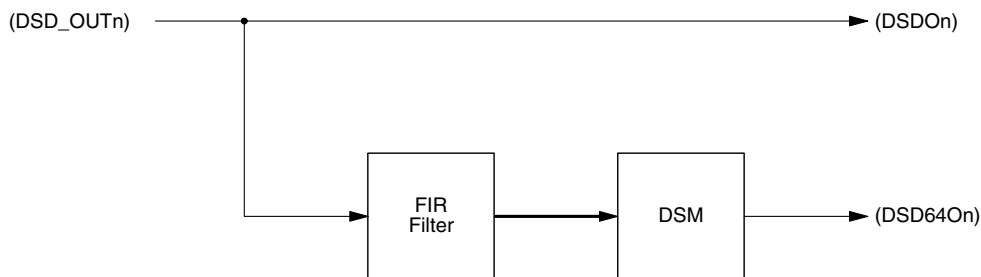 (DSD_OUTn)
(DSDOn)
FIR
Filter
DSM
(DSD64On)